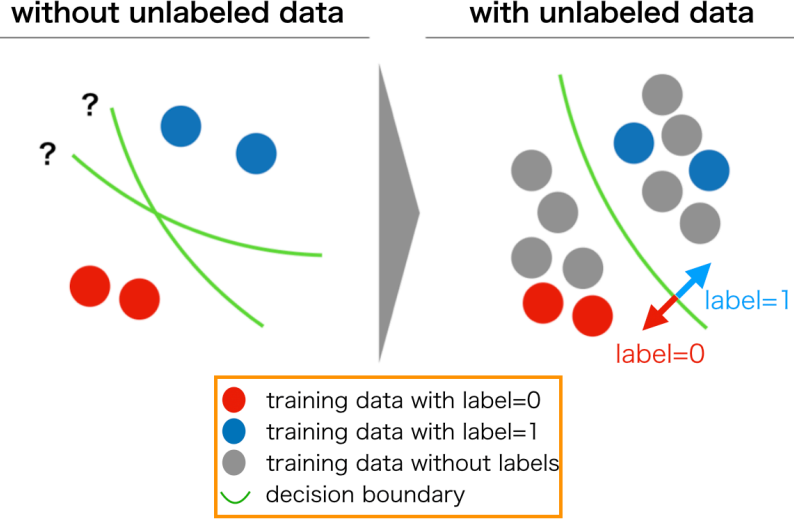 without unlabeled data
with unlabeled data
?
?
label=1
label=0
training data with label=0
training data with label=1
training data without labels
decision boundary